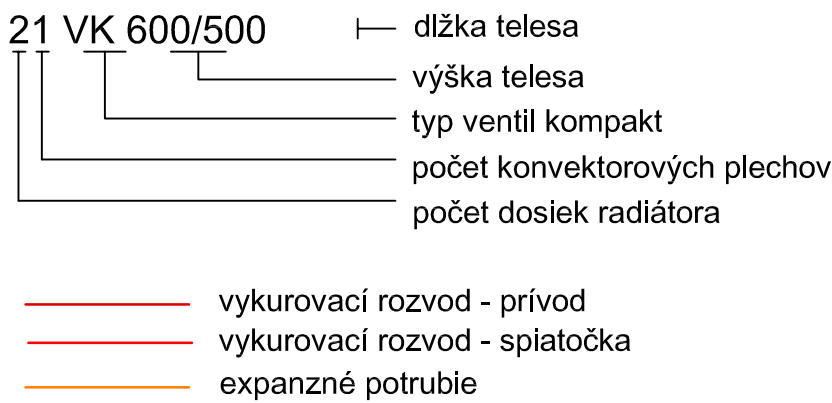 21 VK 600/500 dĺžka telesa
výška telesa
typ ventil kompakt
počet konvektorových plechov
počet dosiek radiátora
vykurovací rozvod - prívod
vykurovací rozvod - spiatočka
expanzné potrubie